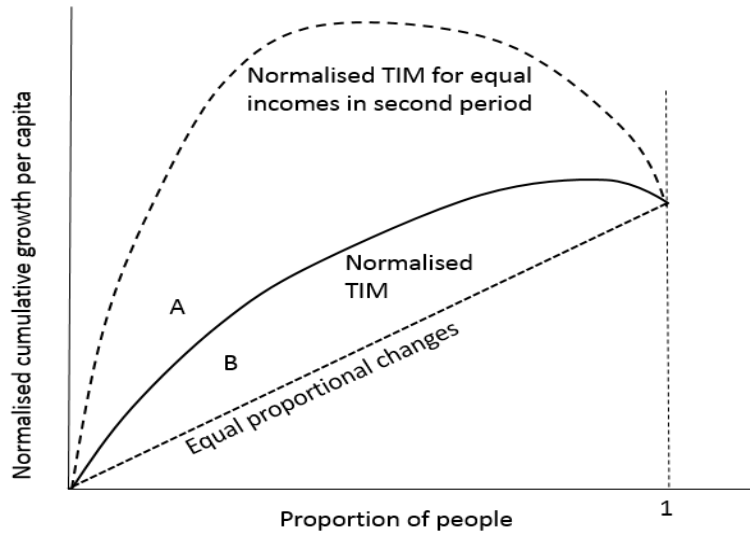 Normalised cumulative growth per capita
Normalised TIM for equal
incomes in second period
Normalised
TIM
A
B
Equal proportional changes
1
Proportion of people